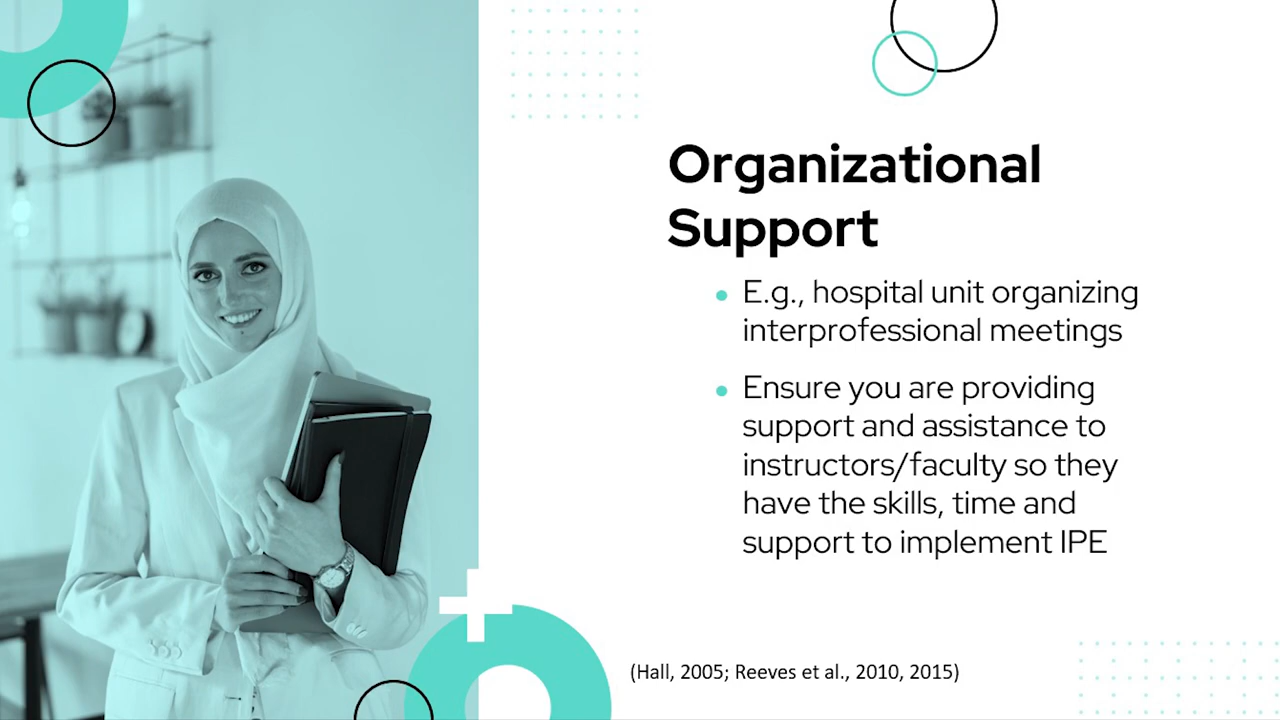 Organizational
Support
E.g., hospital unit organizing
interprofessional meetings
Ensure you are providing
support and assistance to
instructors/faculty so they
have the skills, time and
support to implement IPE
(Hall, 2005; Reeves et al., 2010, 2015)